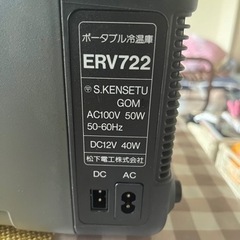 ポータブル冷温庫
ERV722
〶 S.KENSETU
GOM
AC100V 50W
50-60Hz
DC12V 40W
松下電工株式会社
DC AC